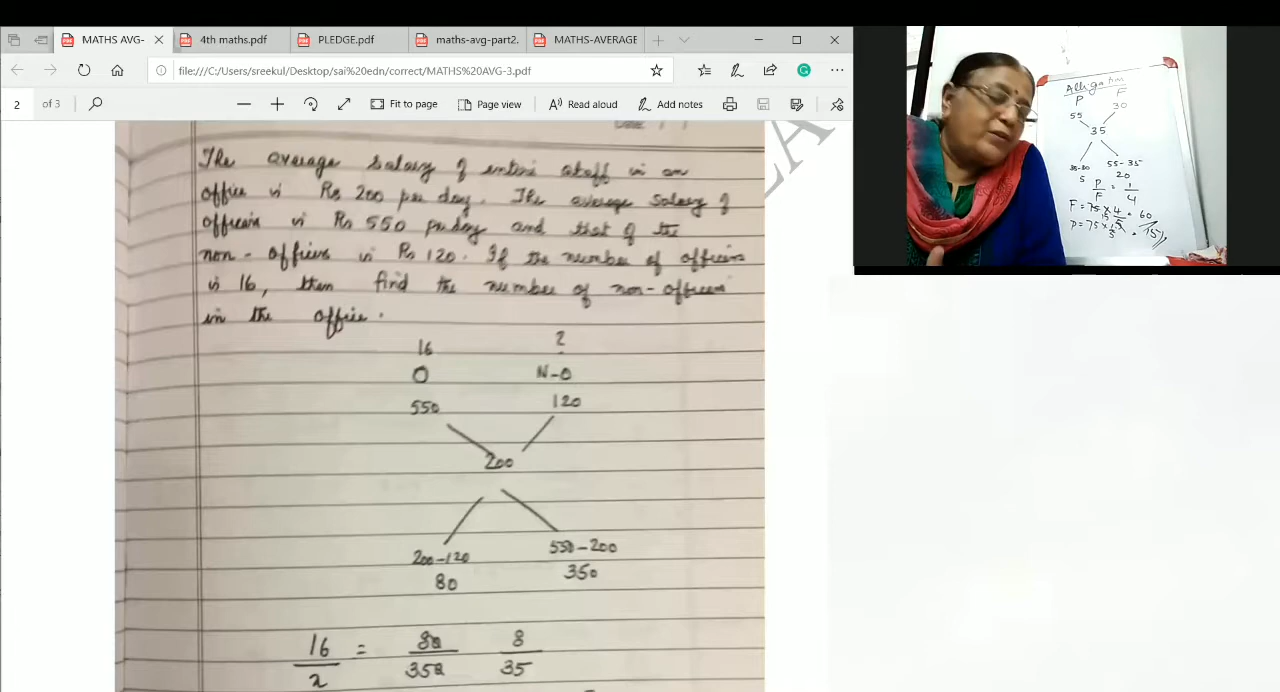 MATHS AVG-
4th maths.pdf
PLEDGE.pdf
maths-avg-part2.
MATHS-AVERAGE
file:///C:/Users/sreekul/Desktop/sai%20edn/correct/MATHS%20AVG-3.pdf
2 of 3
Fit to page
Page view
Read aloud
Add notes
The average salary of entire staff in an
office is Rs 200 per day. The average salary of
officers is Rs 550 per day and that of the
non-officers is Rs 120. If the number of officers
is 16, then find the number of non-officers
in the office.
16 ?
O N-O
550 120
200
200-120 550-200
80 350
16 = 80 8
x 350 35
Alligation
P F
55 30
35
55-35
5 20
P = 1
F 4
F = 75 × 4 = 60
5
P = 75 × 1 = 15
5